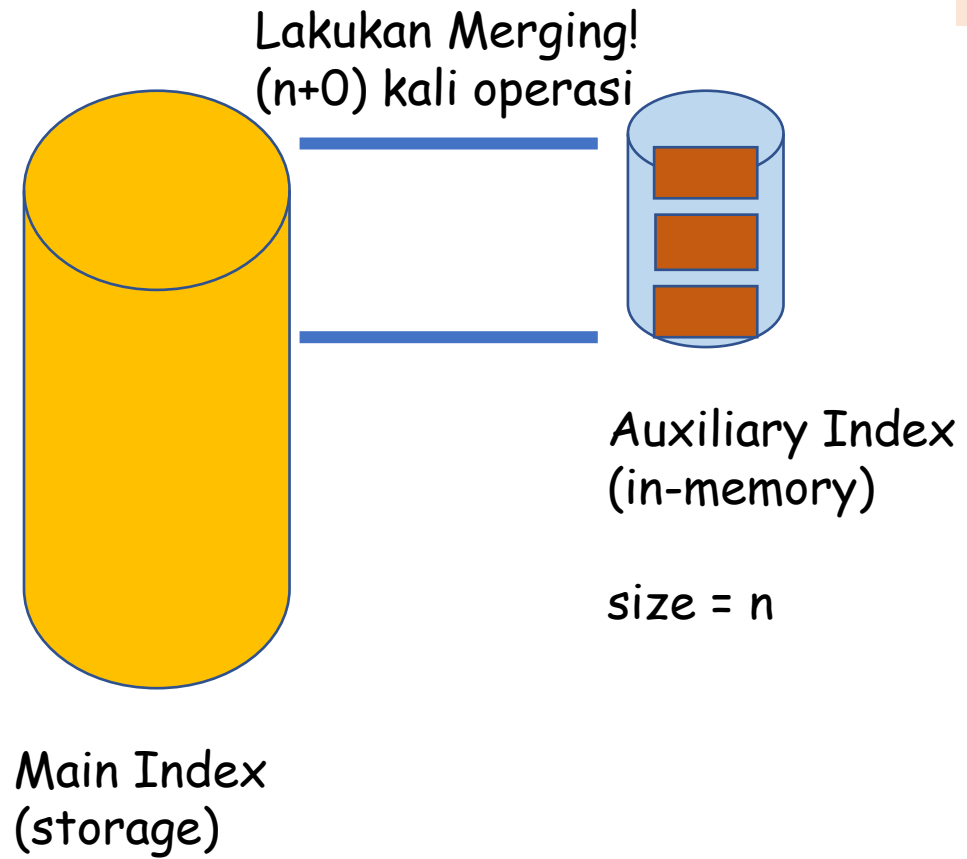 Lakukan Merging!
(n+0) kali operasi
Auxiliary Index
(in-memory)
size = n
Main Index
(storage)